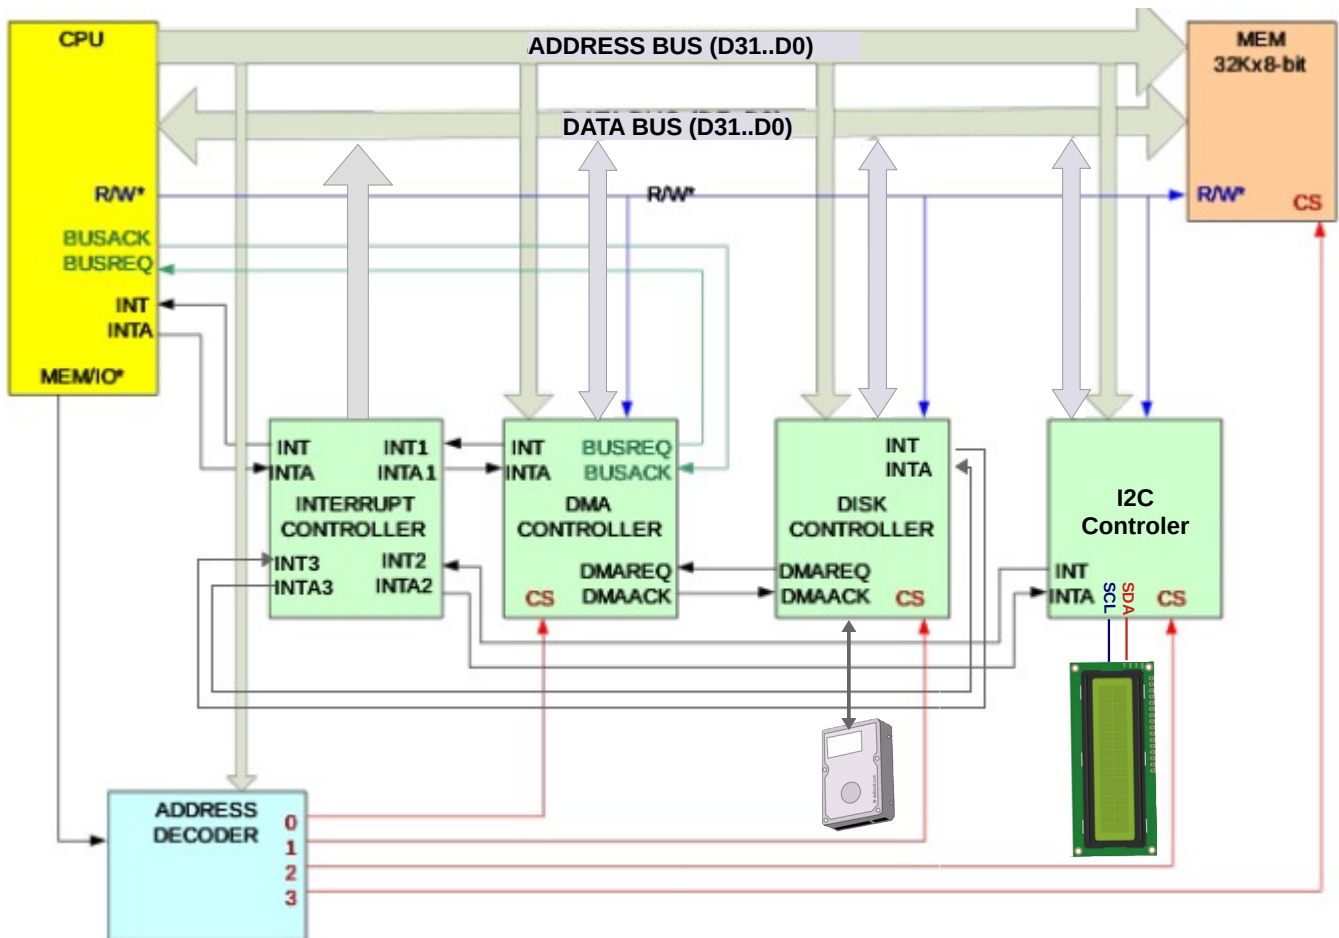 CPU
ADDRESS BUS (D31..D0)
MEM
32Kx8-bit
DATA BUS (D31..D0)
R/W*
R/W*
R/W*
CS
BUSACK
BUSREQ
INT
INTA
MEM/IO*
INT
INT1
INTA
INTA1
INTERRUPT
CONTROLLER
INT3
INT2
INTA3
INTA2
INT
BUSREQ
INTA
BUSACK
DMA
CONTROLLER
DMAREQ
CS
DMAACK
INT
INTA
DISK
CONTROLLER
DMAREQ
DMAACK
CS
I2C
Controler
INT
INTA
SCL
SDA
CS
ADDRESS
DECODER
0
1
2
3